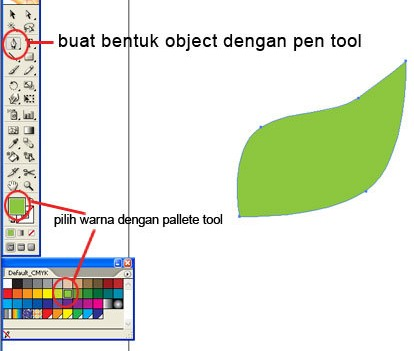 buat bentuk object dengan pen tool
pilih warna dengan pallete tool
Default_CMYK